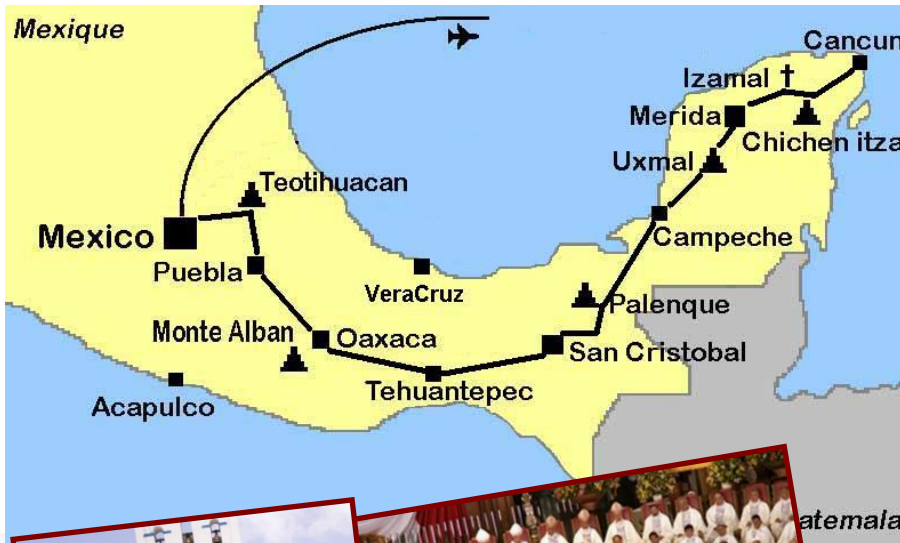 Mexique
Cancun
Izamal
Merida
Chichen itza
Uxmal
Teotihuacan
Mexico
Campeche
Puebla
VeraCruz
Palenque
Monte Alban
Oaxaca
San Cristobal
Tehuantepec
Acapulco
atemala